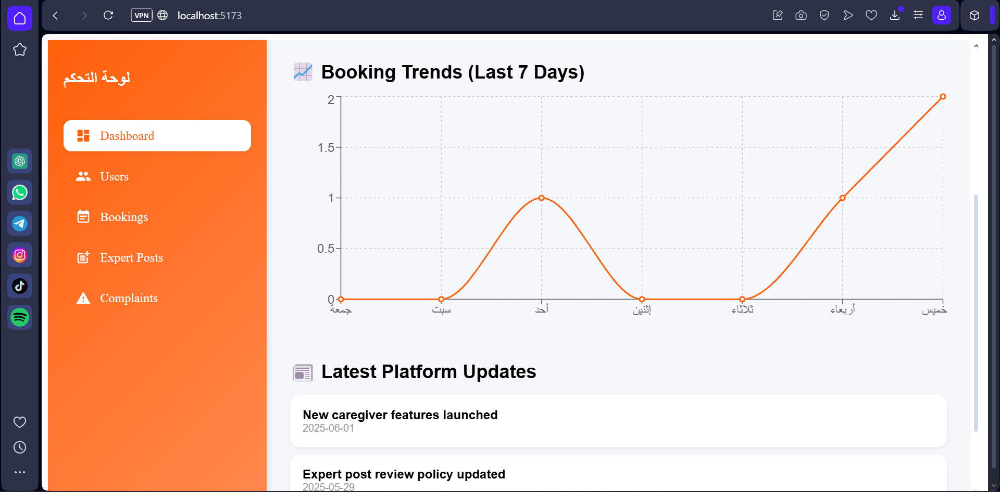 VPN
localhost:5173
لوحة التحكم
Dashboard
Users
Bookings
Expert Posts
Complaints
Booking Trends (Last 7 Days)
2
1.5
1
0.5
0
جمعة سبت أحد إثنين ثلاثاء أربعاء خميس
Latest Platform Updates
New caregiver features launched
2025-06-01
Expert post review policy updated
2025-05-29